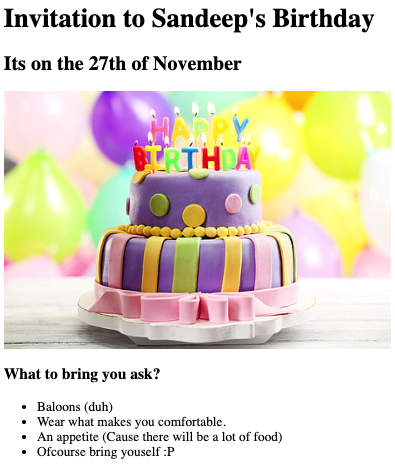 Invitation to Sandeep's Birthday
Its on the 27th of November
HAPPY
BIRTHDAY
What to bring you ask?
Baloons (duh)
Wear what makes you comfortable.
An appetite (Cause there will be a lot of food)
Ofcourse bring youself :P